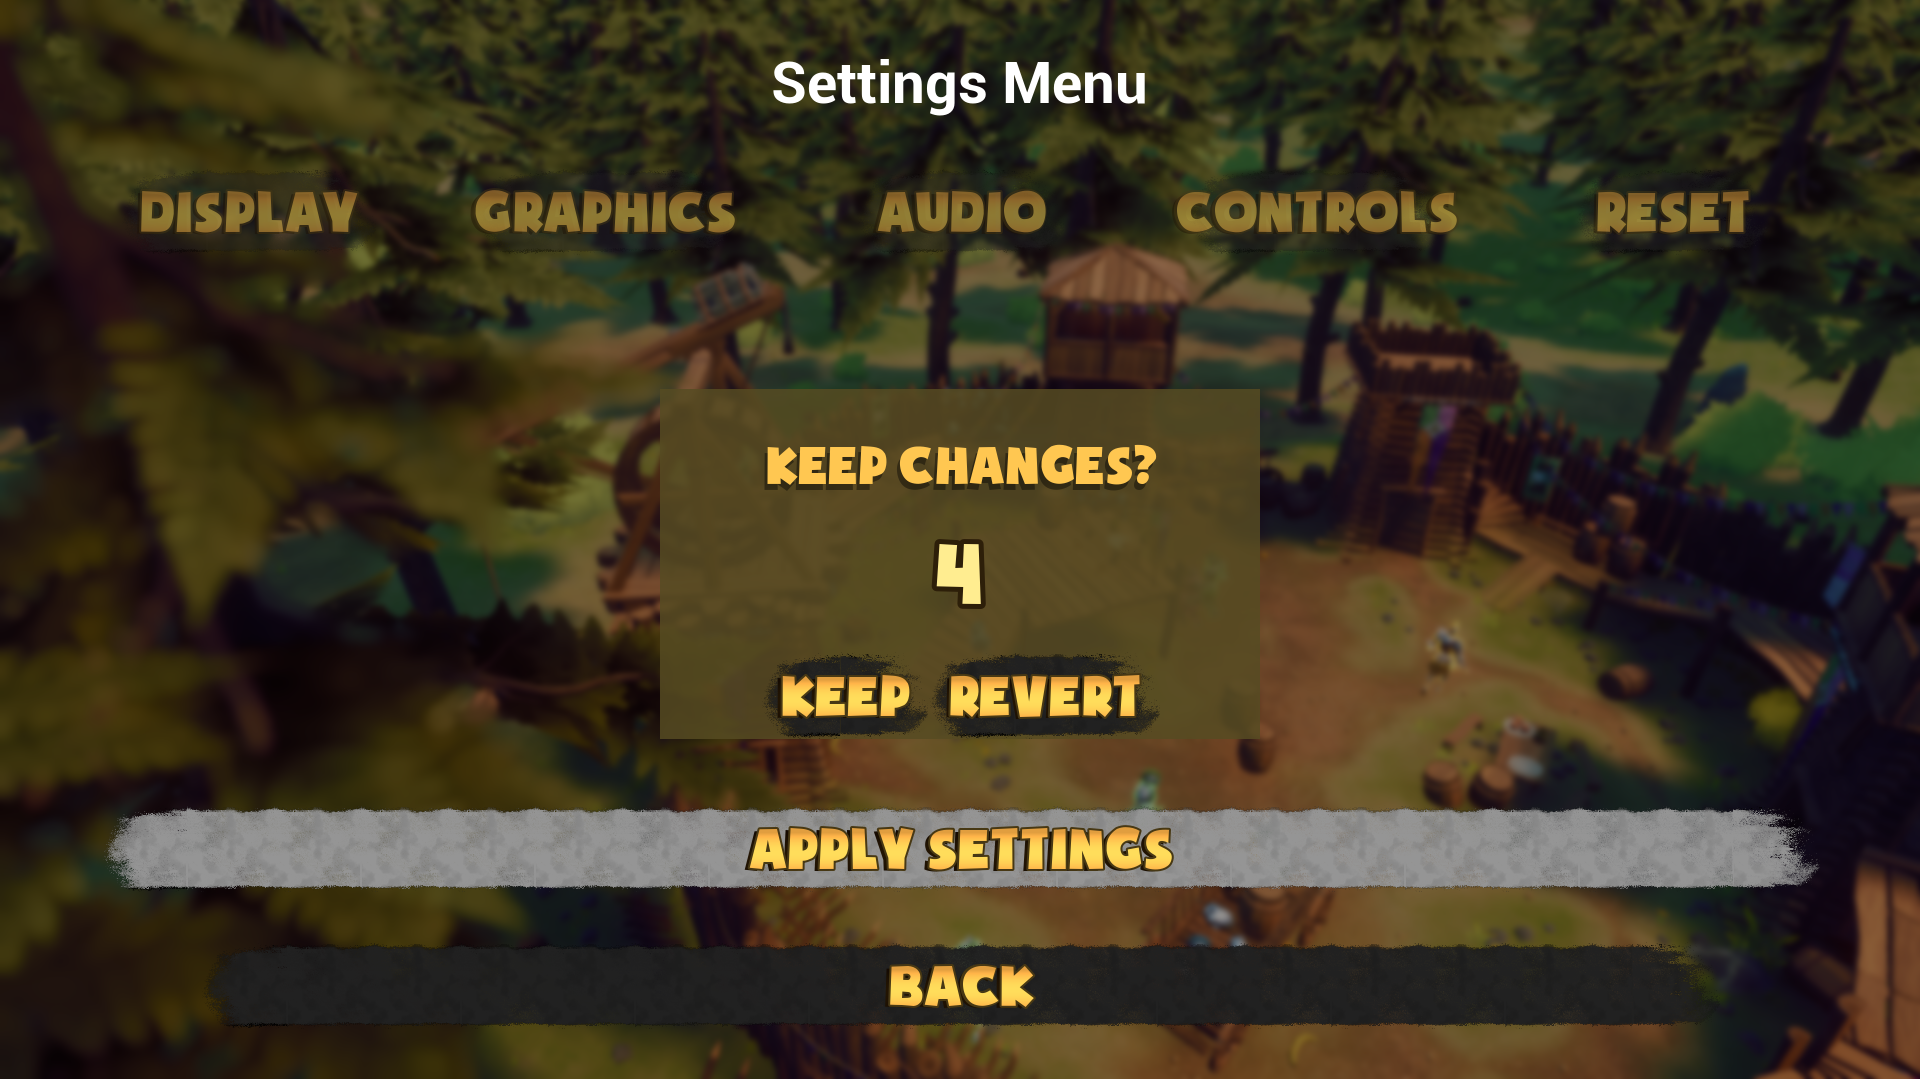 Settings Menu
DISPLAY GRAPHICS AUDIO CONTROLS RESET
KEEP CHANGES?
4
KEEP REVERT
APPLY SETTINGS
BACK